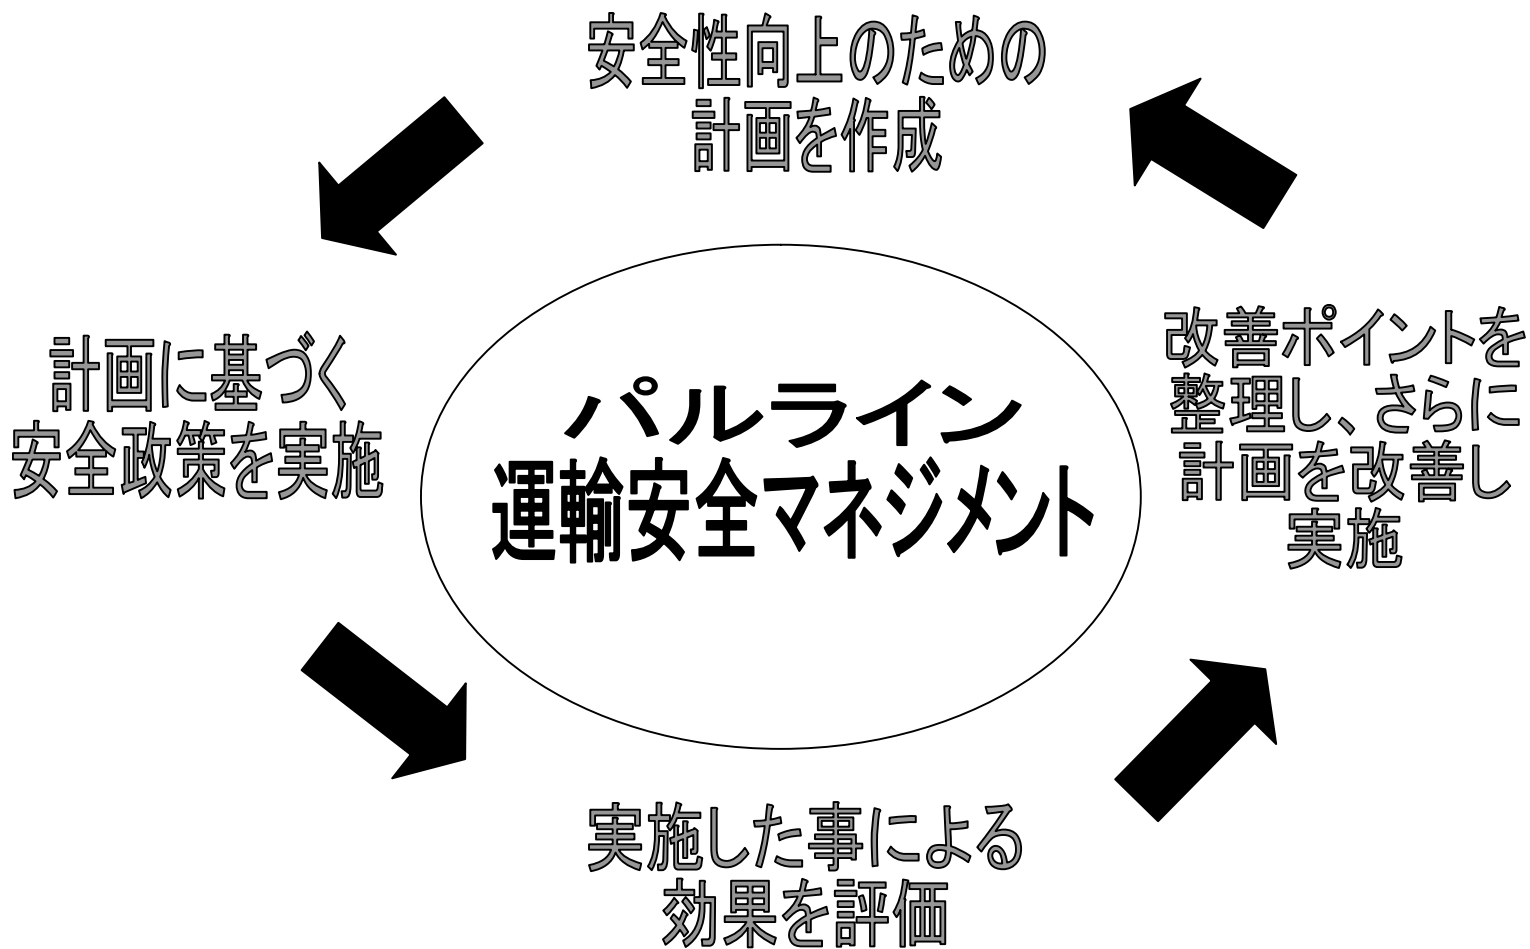 安全性向上のための
計画を作成
計画に基づく
安全政策を実施
パルライン
運輸安全マネジメント
改善ポイントを
整理し、さらに
計画を改善し
実施
実施した事による
効果を評価